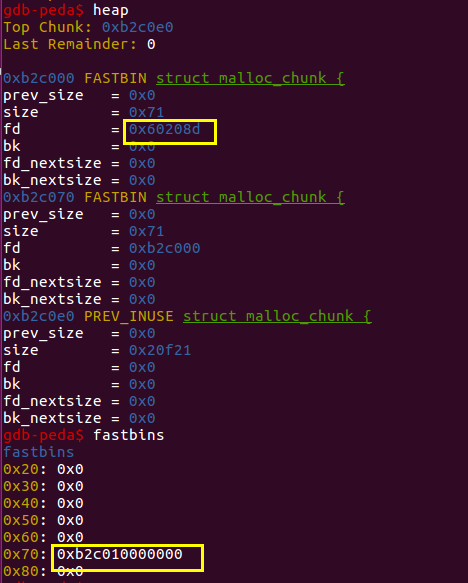 gdb-peda$ heap
Top Chunk: 0xb2c0e0
Last Remainder: 0
0xb2c000 FASTBIN struct malloc_chunk {
prev_size = 0x0
size = 0x71
fd = 0x60208d
bk = 0x0
fd_nextsize = 0x0
bk_nextsize = 0x0
0xb2c070 FASTBIN struct malloc_chunk {
prev_size = 0x0
size = 0x71
fd = 0xb2c000
bk = 0x0
fd_nextsize = 0x0
bk_nextsize = 0x0
0xb2c0e0 PREV_INUSE struct malloc_chunk {
prev_size = 0x0
size = 0x20f21
fd = 0x0
bk = 0x0
fd_nextsize = 0x0
bk_nextsize = 0x0
gdb-peda$ fastbins
fastbins
0x20: 0x0
0x30: 0x0
0x40: 0x0
0x50: 0x0
0x60: 0x0
0x70: 0xb2c010000000
0x80: 0x0